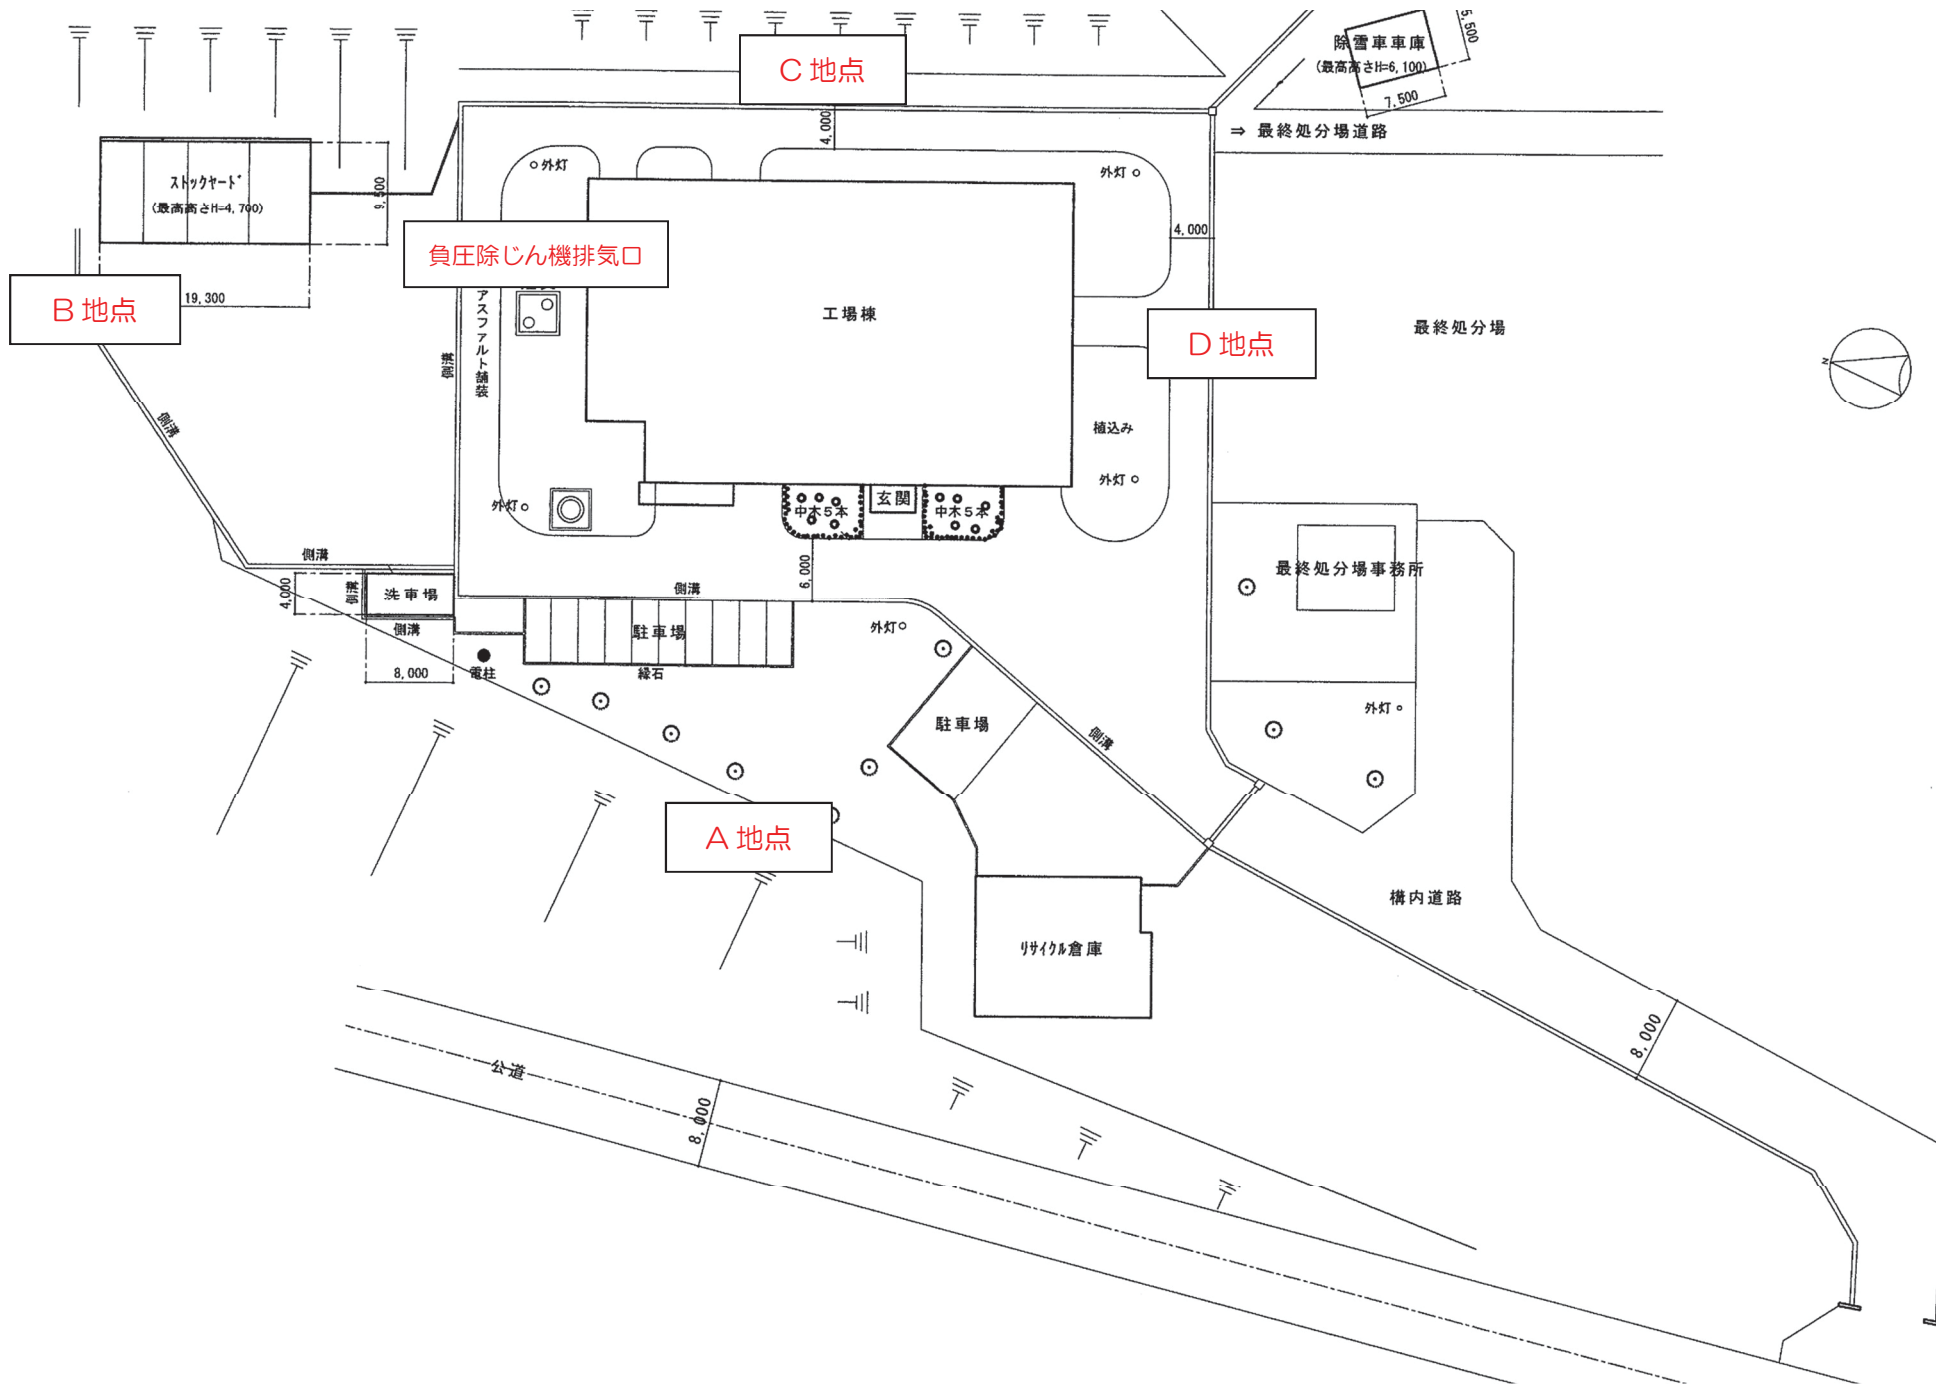 C 地点
5,500
除雪車車庫
(最高高さH=6,100)
7,500
⇒ 最終処分場道路
4,000
外灯
外灯
ストックヤード
(最高高さH=4,700)
9,500
4,000
負圧除じん機排気口
B 地点
19,300
アスファルト舗装
工場棟
D 地点
最終処分場
N
側溝
側溝
植込み
外灯
外灯
中木5本
玄関
中木5本
側溝
6,000
最終処分場事務所
4,000
側溝
洗車場
側溝
側溝
駐車場
外灯
8,000
電柱
縁石
外灯
駐車場
側溝
A 地点
構内道路
リサイクル倉庫
8,000
公道
8,000